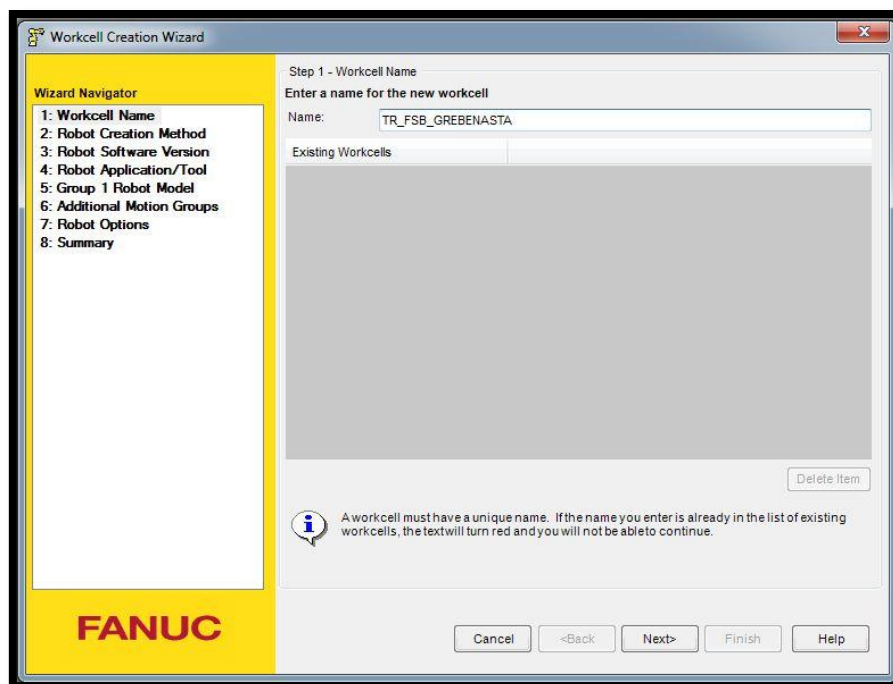 Workcell Creation Wizard
Wizard Navigator
1: Workcell Name
2: Robot Creation Method
3: Robot Software Version
4: Robot Application/Tool
5: Group 1 Robot Model
6: Additional Motion Groups
7: Robot Options
8: Summary
FANUC
Step 1 - Workcell Name
Enter a name for the new workcell
Name: TR_FSB_GREBENASTA
Existing Workcells
Delete Item
A workcell must have a unique name. If the name you enter is already in the list of existing
workcells, the text will turn red and you will not be able to continue.
Cancel <Back Next> Finish Help